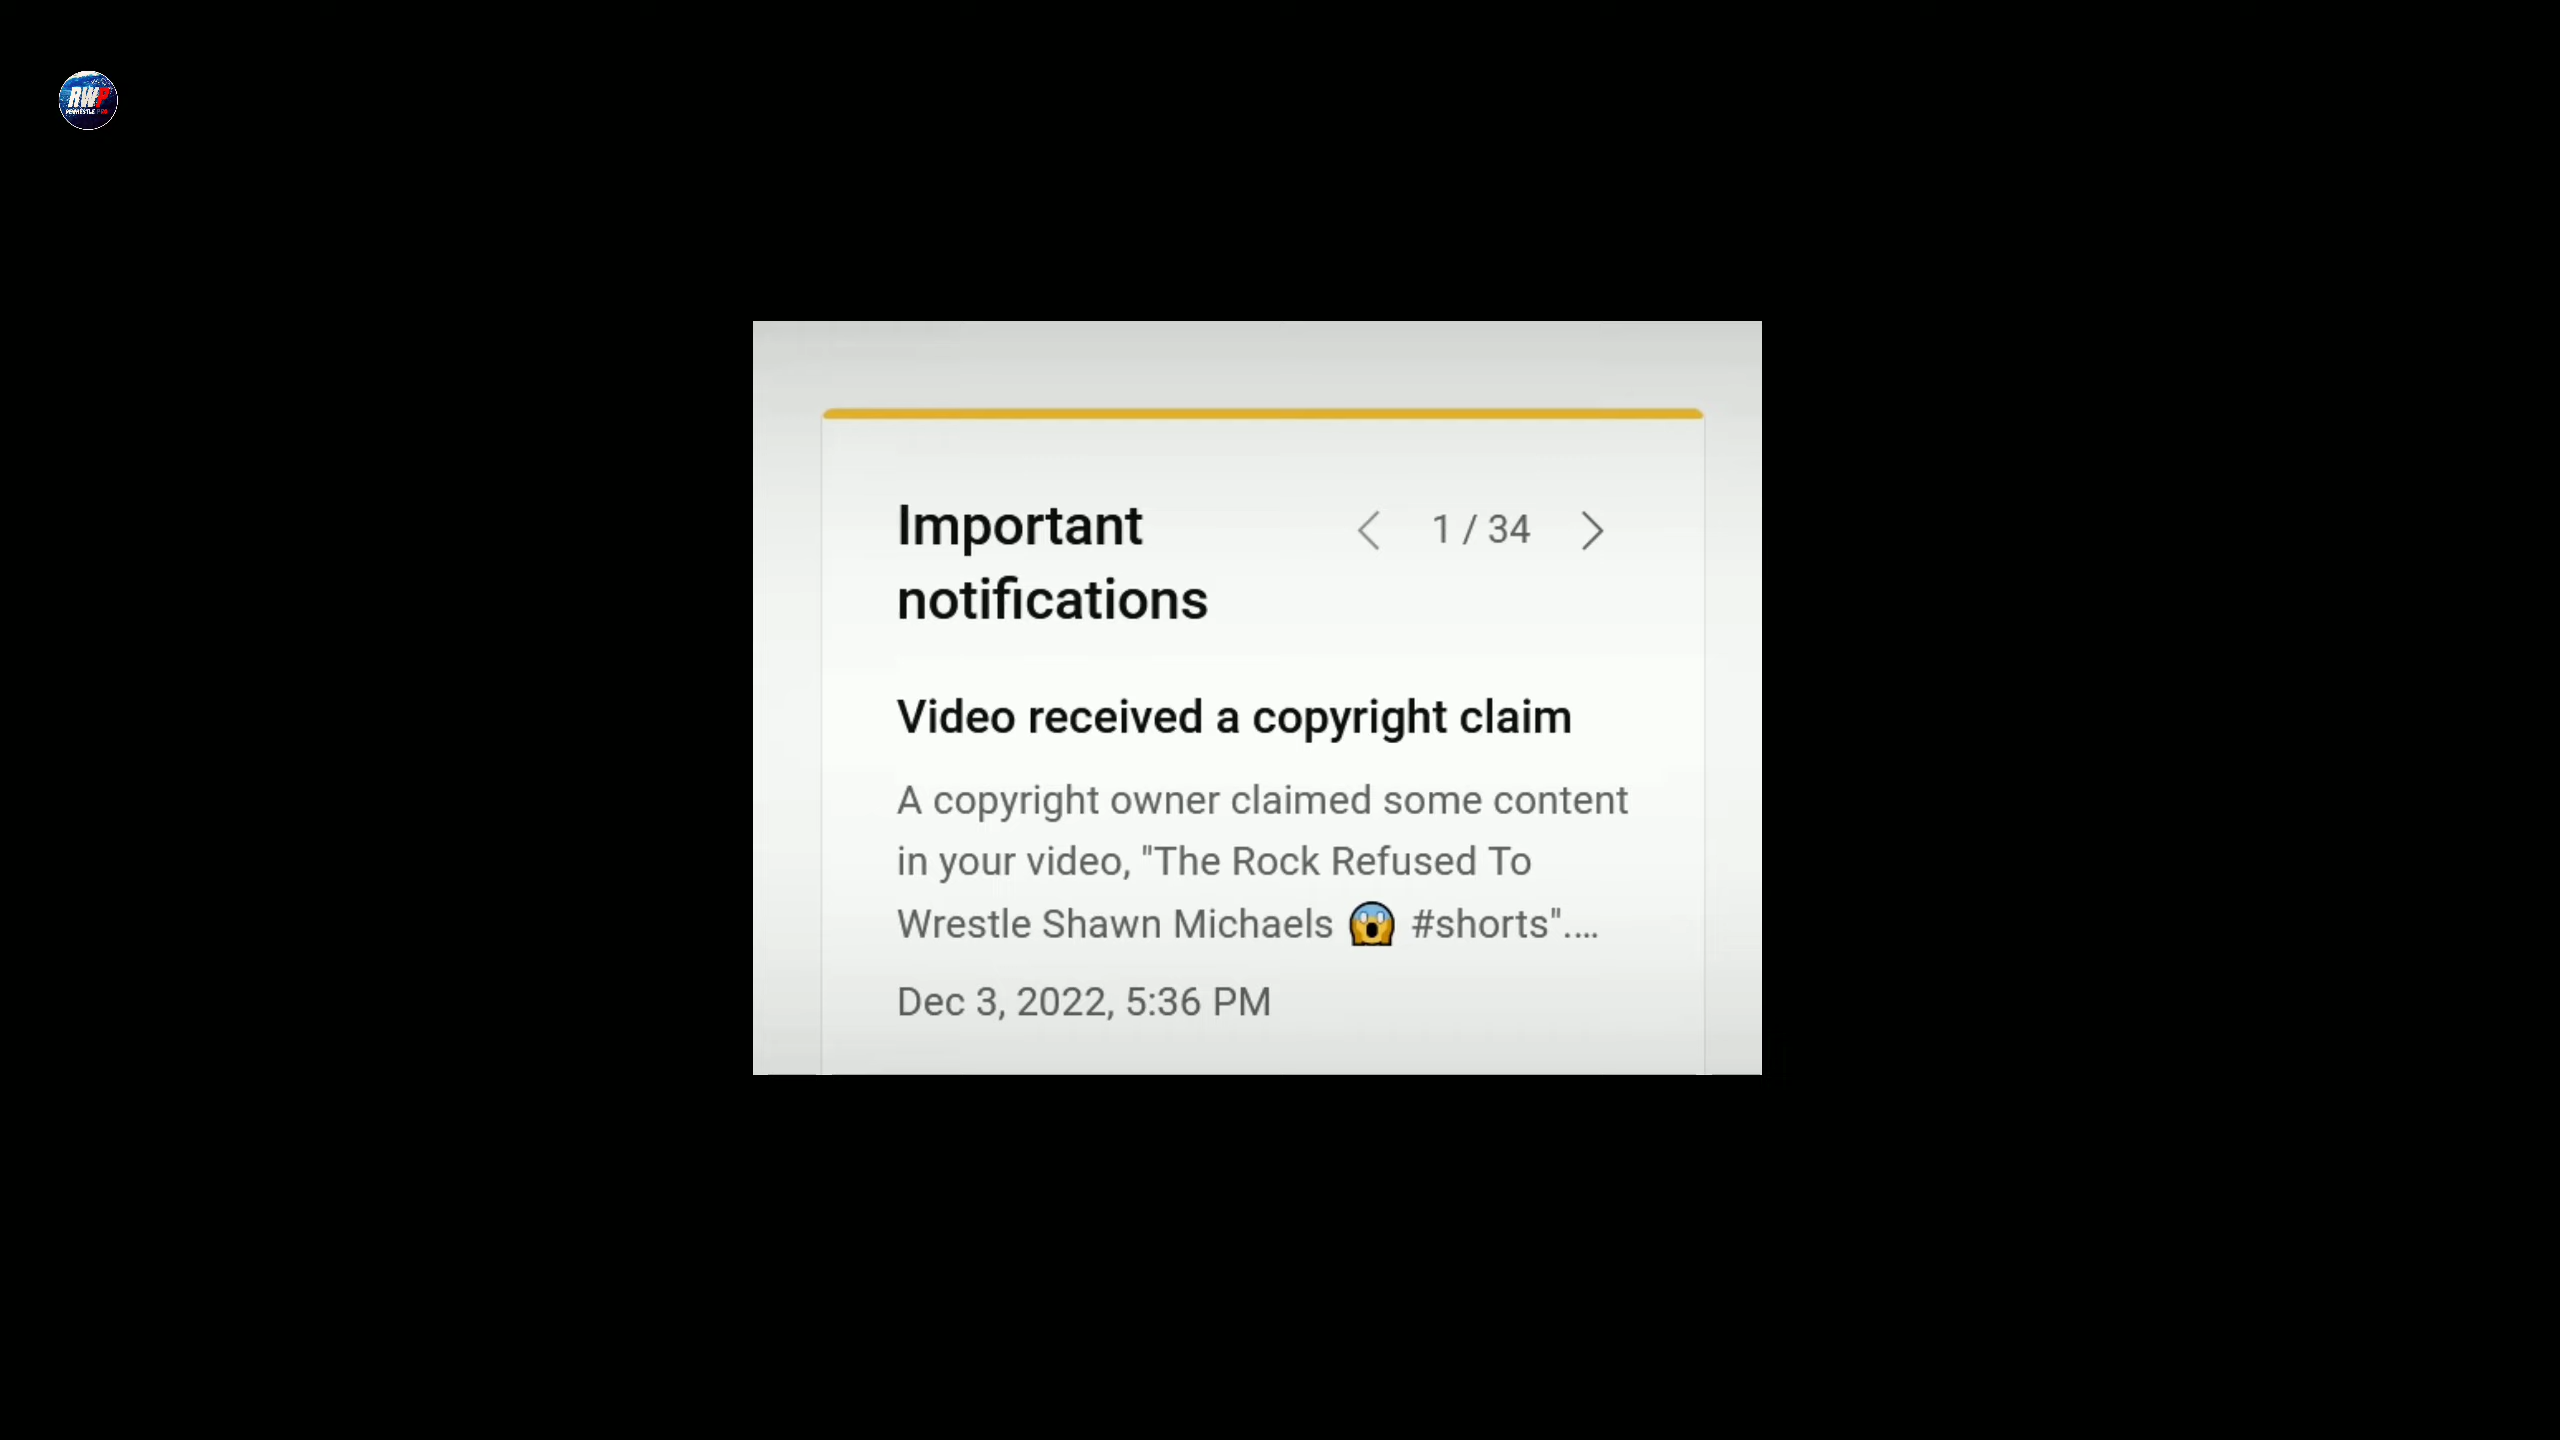 RWP
Important
notifications
1 / 34
Video received a copyright claim
A copyright owner claimed some content
in your video, "The Rock Refused To
Wrestle Shawn Michaels 😱 #shorts"....
Dec 3, 2022, 5:36 PM